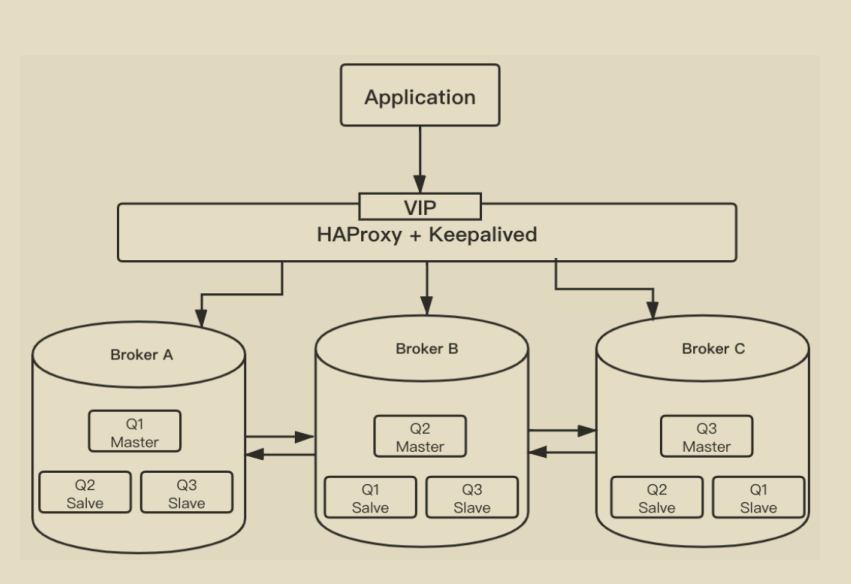 Application
VIP
HAProxy + Keepalived
Broker A
Broker B
Broker C
Q1
Master
Q2
Salve
Q3
Slave
Q2
Master
Q1
Salve
Q3
Slave
Q3
Master
Q2
Salve
Q1
Slave